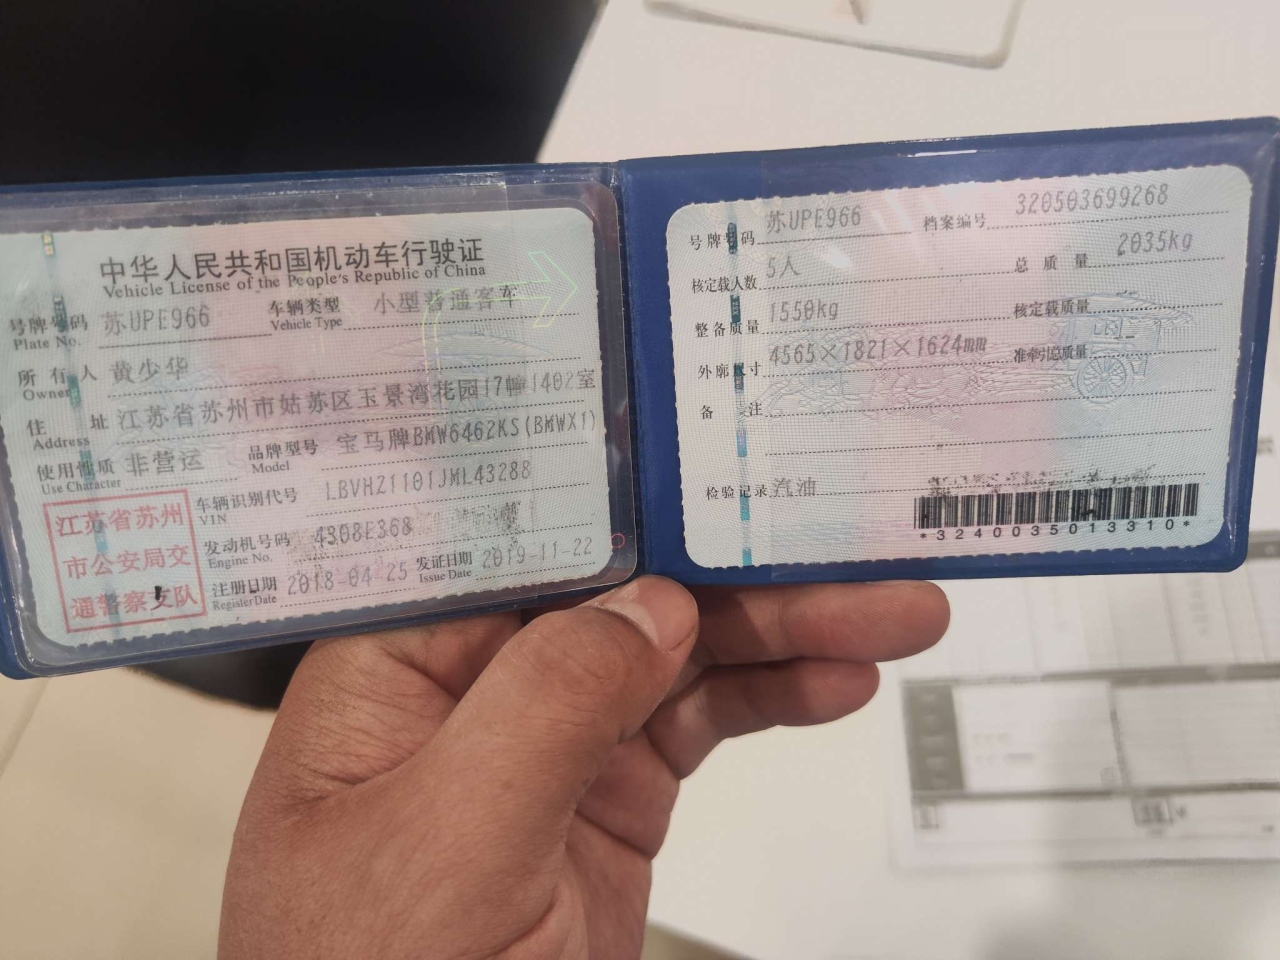 中华人民共和国机动车行驶证
Vehicle License of the People's Republic of China
号牌号码 苏UPE966 车辆类型 小型普通客车
Plate No. Vehicle Type
所有人 黄少华
Owner
住址 江苏省苏州市姑苏区玉景湾花园17幢1402室
Address
使用性质 非营运 品牌型号 宝马牌BMW6462KS(BMWX1)
Use Character Model
江苏省苏州市公安局交通警察支队
车辆识别代号 LBVHZ1101JML43288
VIN
发动机号码 4308E368
Engine No.
注册日期 2018-04-25 发证日期 2019-11-22
Register Date Issue Date
号牌号码 苏UPE966 档案编号 320503699268
核定载人数 5人 总质量 2035kg
整备质量 1550kg 核定载质量
外廓尺寸 4565×1821×1624mm 准牵引总质量
备注
检验记录 汽油
*3240035013310*